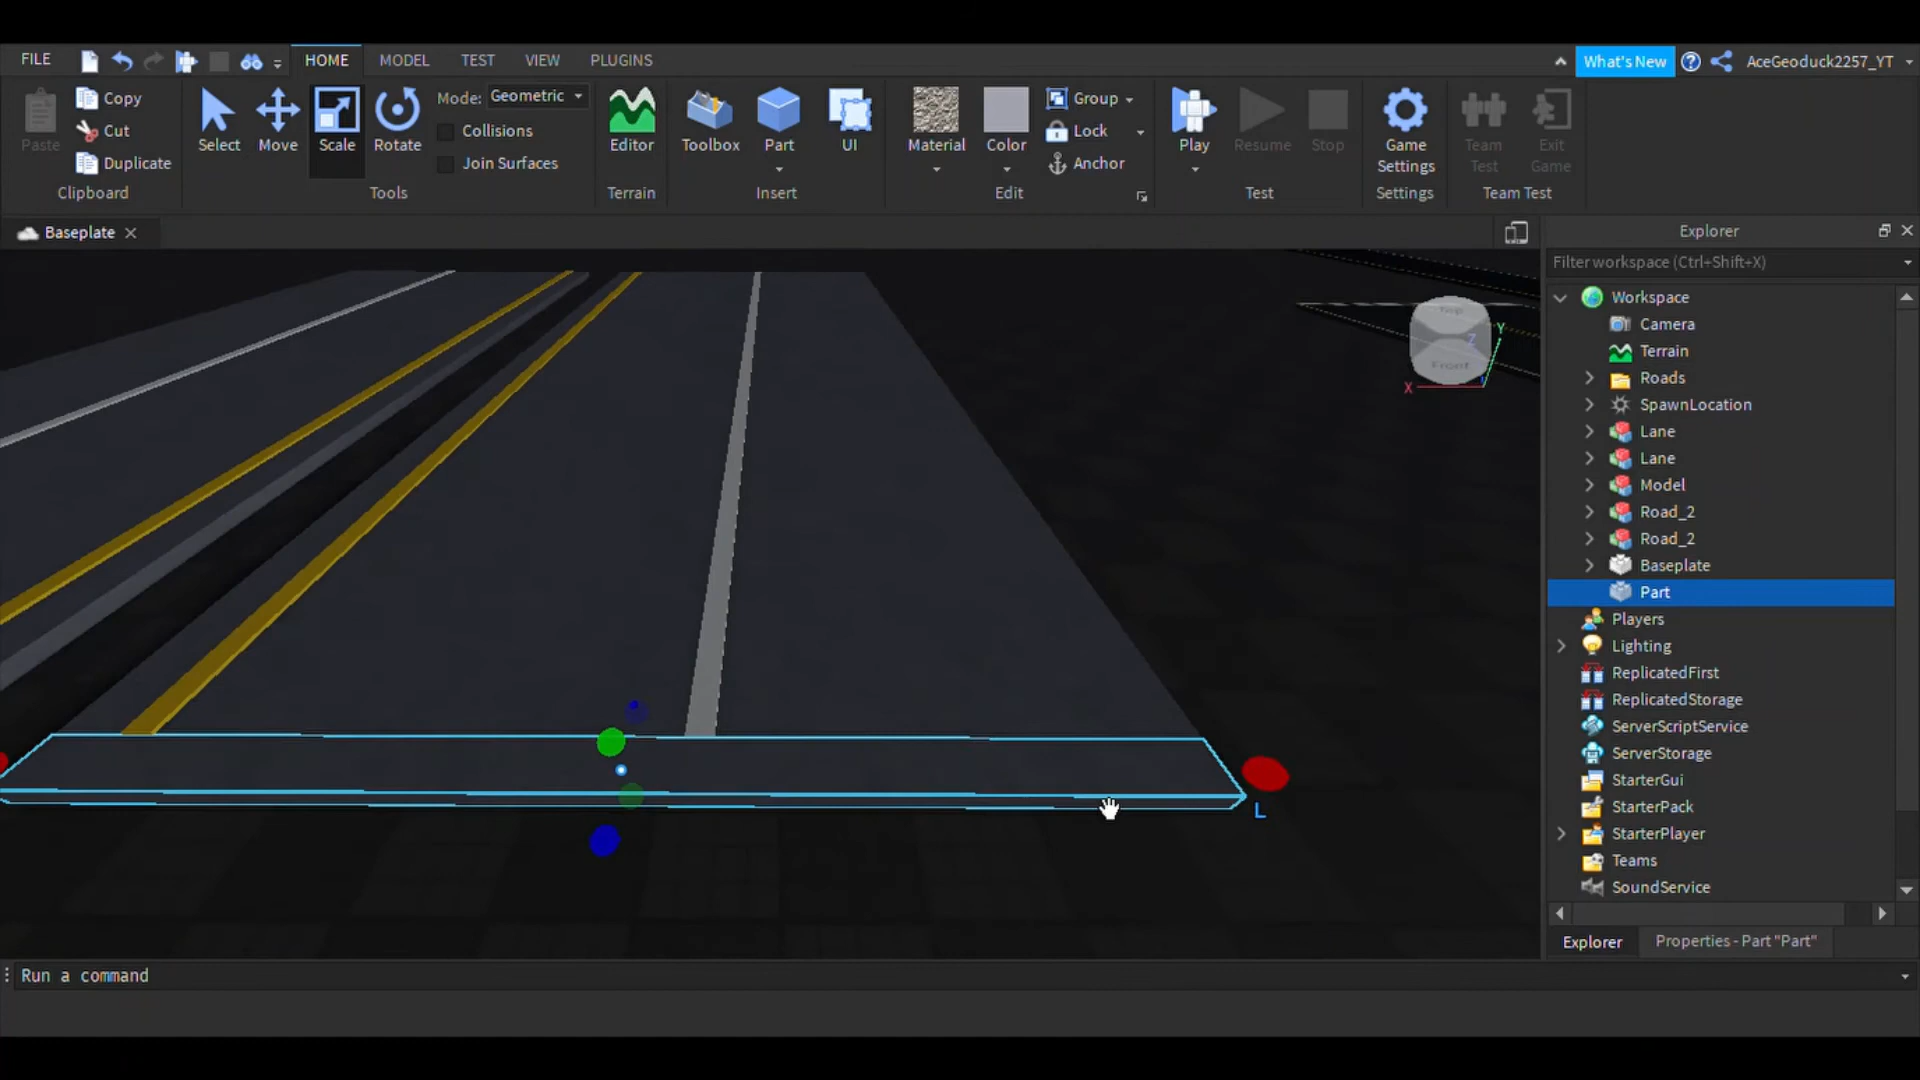 FILE HOME MODEL TEST VIEW PLUGINS What's New AceGeoduck2257_YT
Paste Copy Cut Duplicate
Clipboard
Select Move Scale Rotate
Mode: Geometric
Collisions
Join Surfaces
Tools
Editor
Terrain
Toolbox Part UI
Insert
Material Color
Group
Lock
Anchor
Edit
Play Resume Stop
Test
Game Settings
Settings
Team Test
Exit Game
Team Test
Baseplate
Explorer
Filter workspace (Ctrl+Shift+X)
Workspace
Camera
Terrain
Roads
SpawnLocation
Lane
Lane
Model
Road_2
Road_2
Baseplate
Part
Players
Lighting
ReplicatedFirst
ReplicatedStorage
ServerScriptService
ServerStorage
StarterGui
StarterPack
StarterPlayer
Teams
SoundService
Top
Front
X
Y
Z
L
Explorer Properties - Part "Part"
Run a command